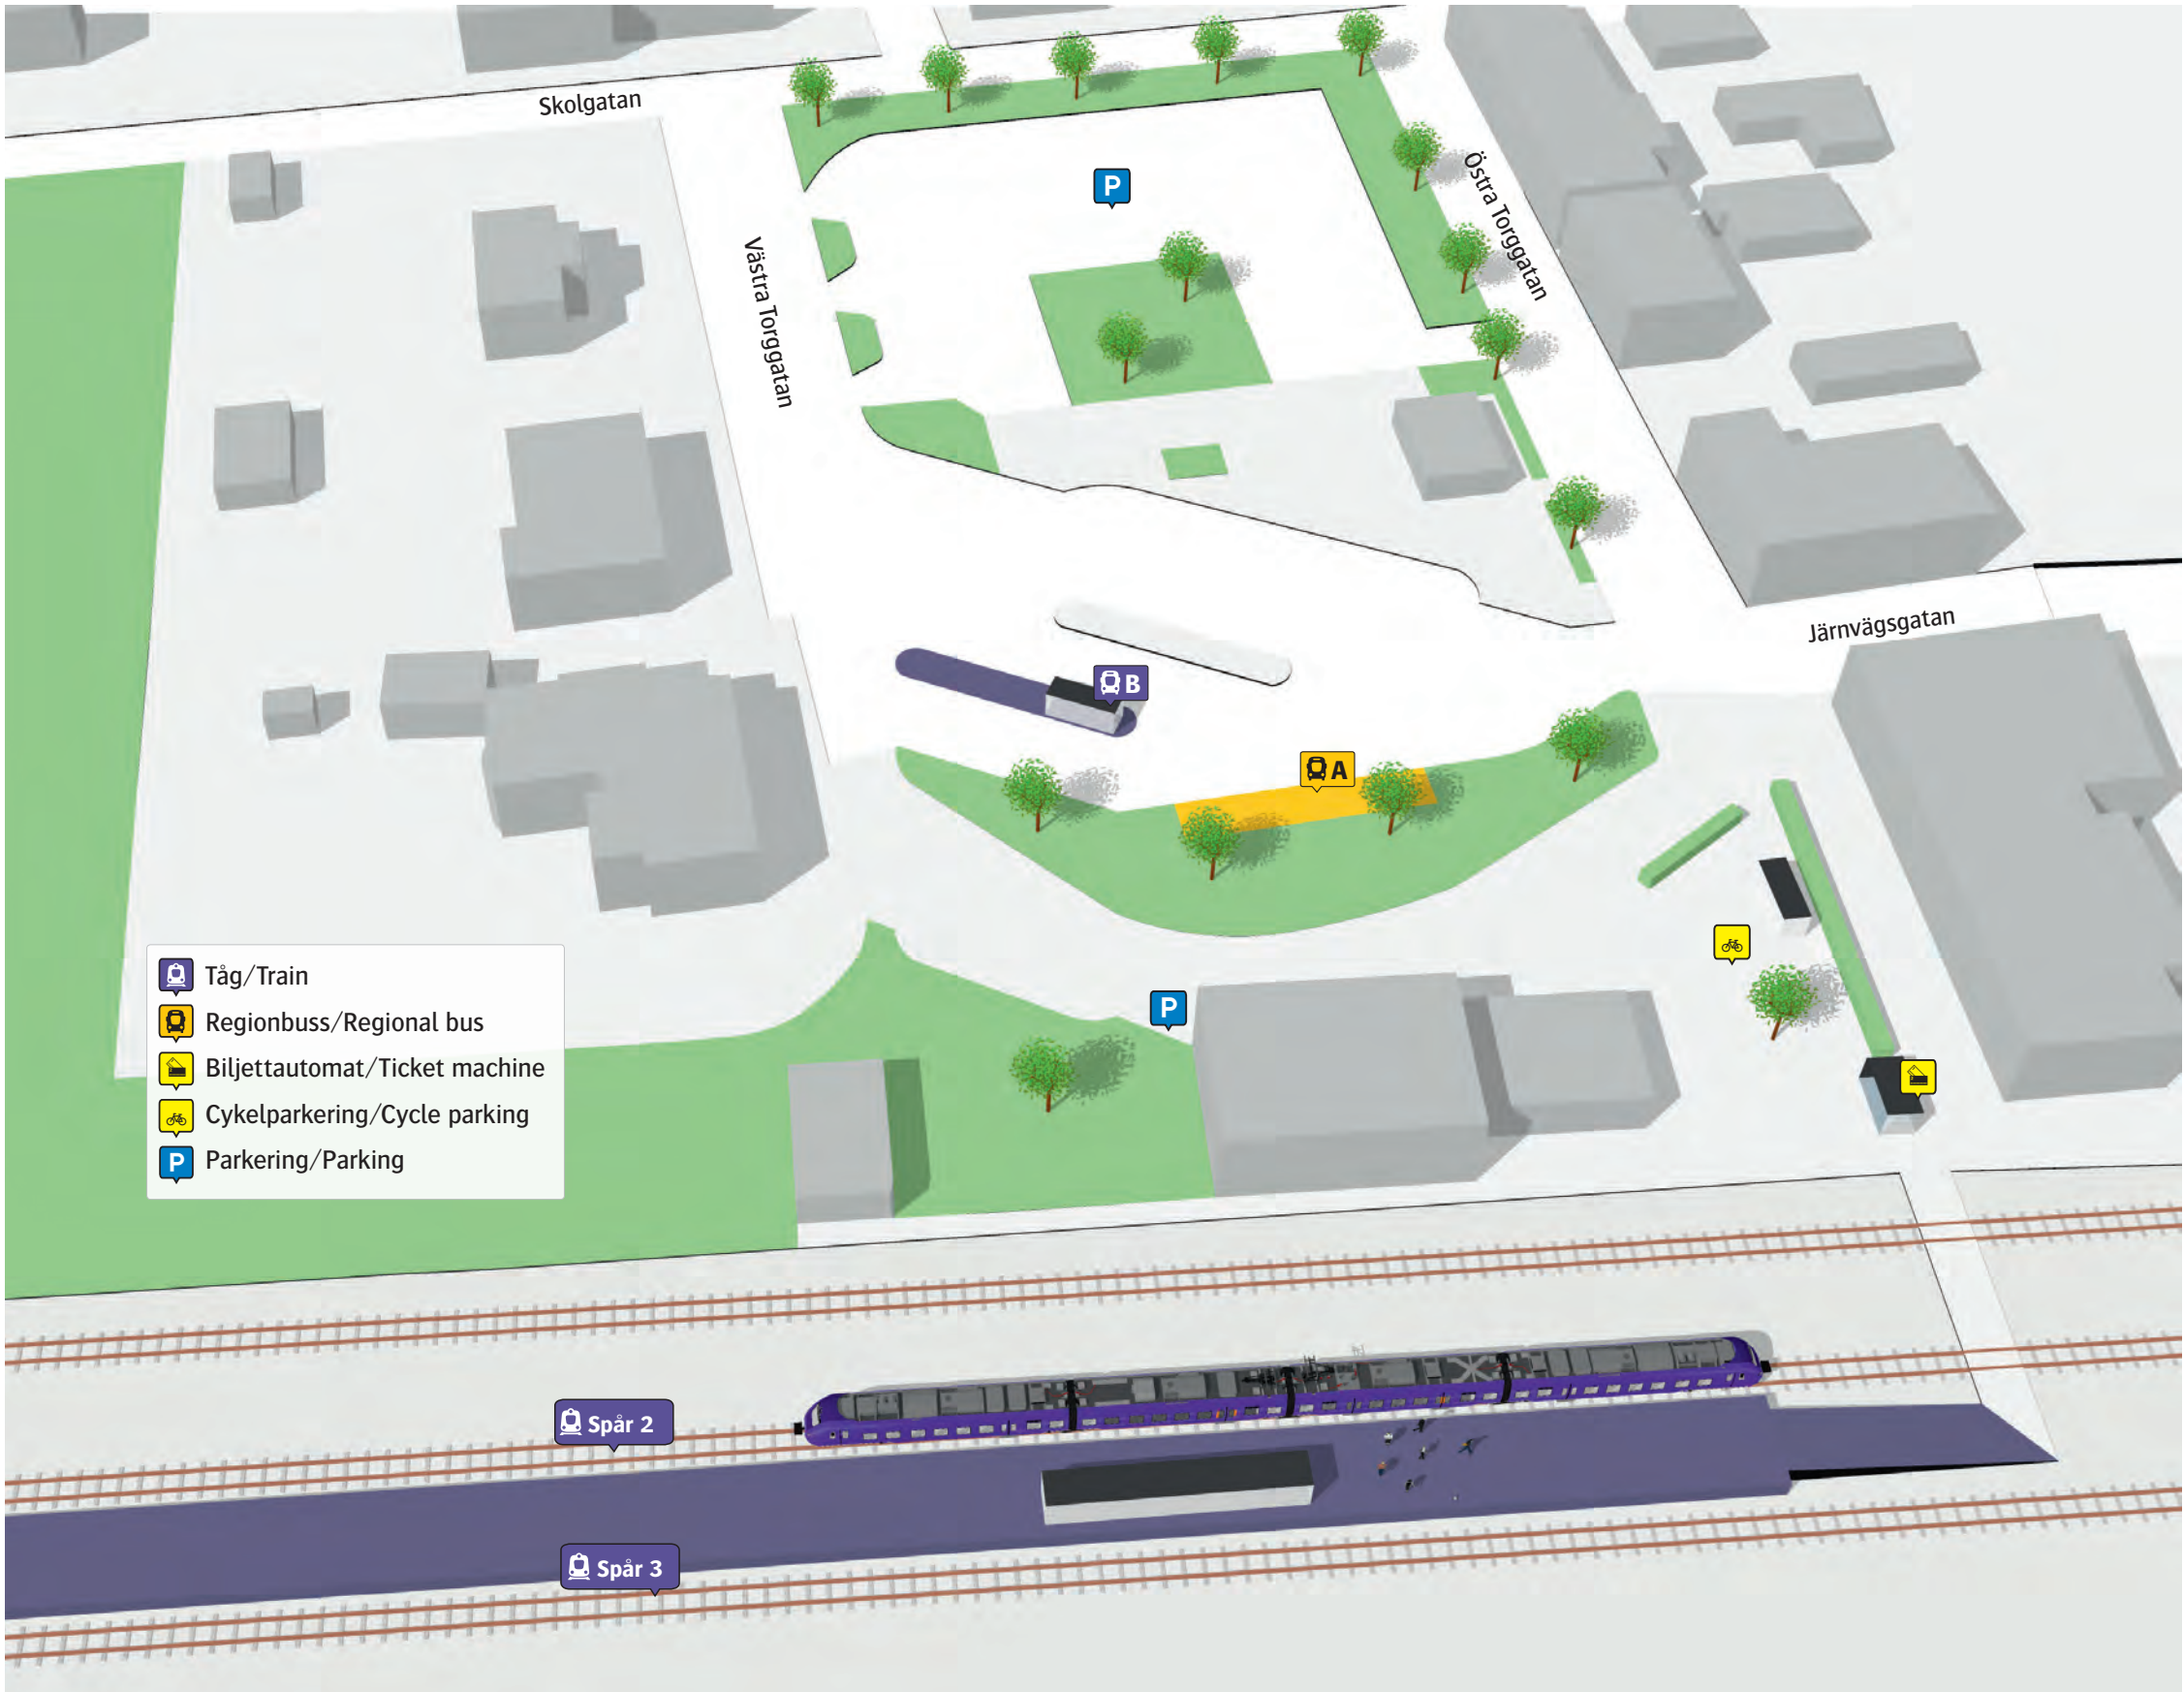 Skolgatan
P
Östra Torggatan
Västra Torggatan
Järnvägsgatan
B
A
P
Tåg/Train
Regionbuss/Regional bus
Biljettautomat/Ticket machine
Cykelparkering/Cycle parking
P Parkering/Parking
Spår 2
Spår 3